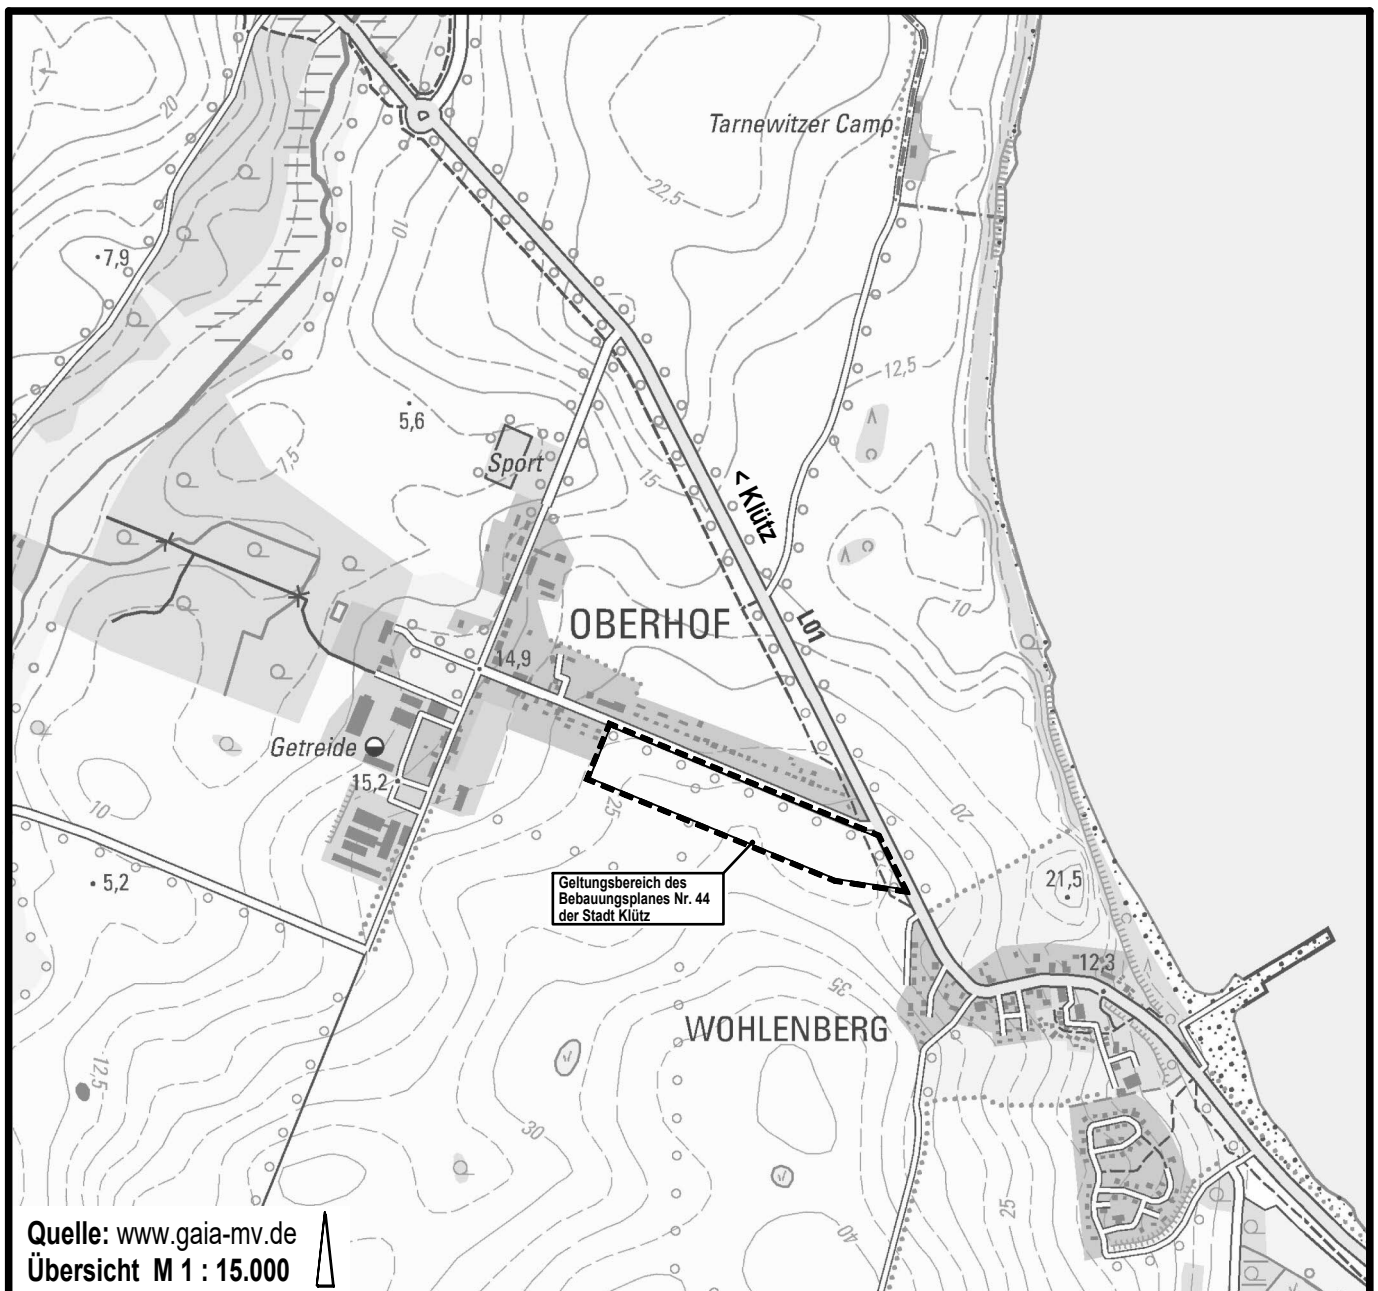 20
Tarnewitzer Camp
22,5
10
7,9
12,5
5,6
Sport
7,5
15
< Klütz
10
L01
OBERHOF
14,9
Getreide
15,2
10
25
20
5,2
Geltungsbereich des
Bebauungsplanes Nr. 44
der Stadt Klütz
21,5
12,3
35
WOHLENBERG
12,5
30
25
40
Quelle: www.gaia-mv.de
Übersicht M 1 : 15.000